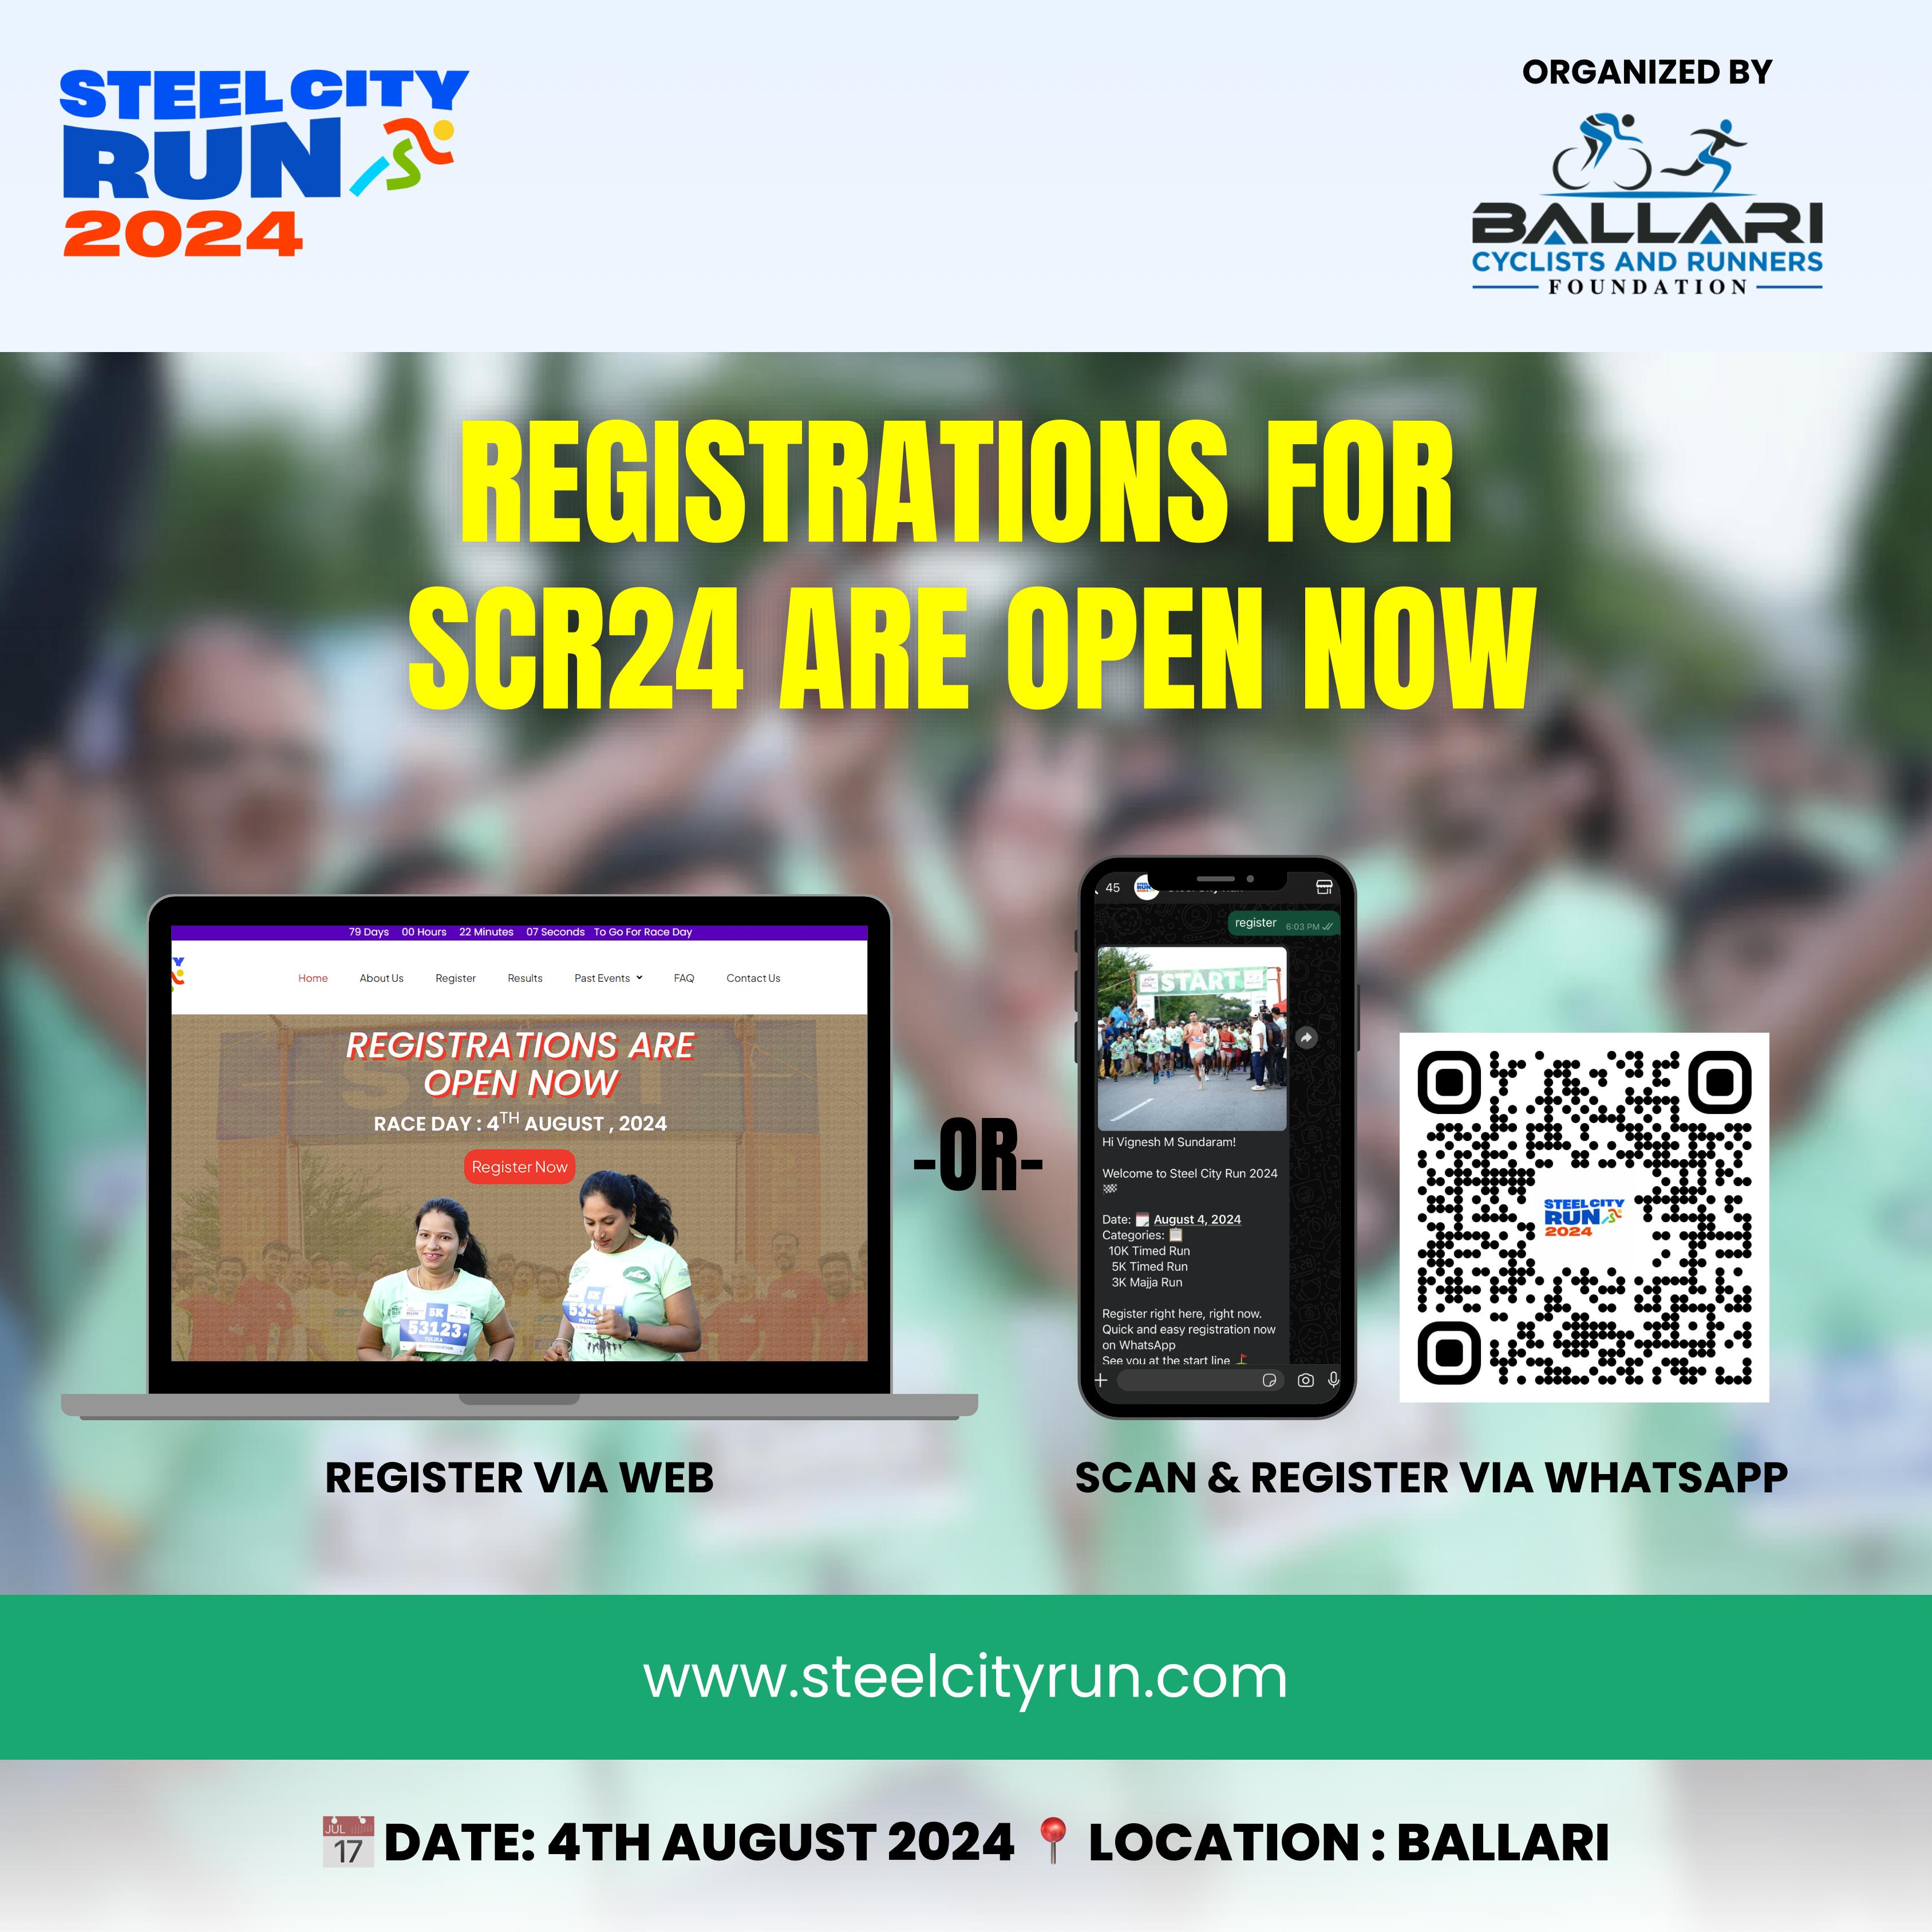 STEEL CITY
RUN
2024
ORGANIZED BY
BALLARI
CYCLISTS AND RUNNERS
FOUNDATION
REGISTRATIONS FOR
SCR24 ARE OPEN NOW
79 Days 00 Hours 22 Minutes 07 Seconds To Go For Race Day
Home About Us Register Results Past Events FAQ Contact Us
REGISTRATIONS ARE
OPEN NOW
RACE DAY : 4TH AUGUST , 2024
Register Now
5K
53123
-OR-
45
register 6:03 PM
START
Hi Vignesh M Sundaram!
Welcome to Steel City Run 2024
Date: August 4, 2024
Categories:
10K Timed Run
5K Timed Run
3K Majja Run
Register right here, right now.
Quick and easy registration now
on WhatsApp
See you at the start line
STEEL CITY
RUN
2024
REGISTER VIA WEB
SCAN & REGISTER VIA WHATSAPP
www.steelcityrun.com
JUL
17
DATE: 4TH AUGUST 2024 LOCATION : BALLARI